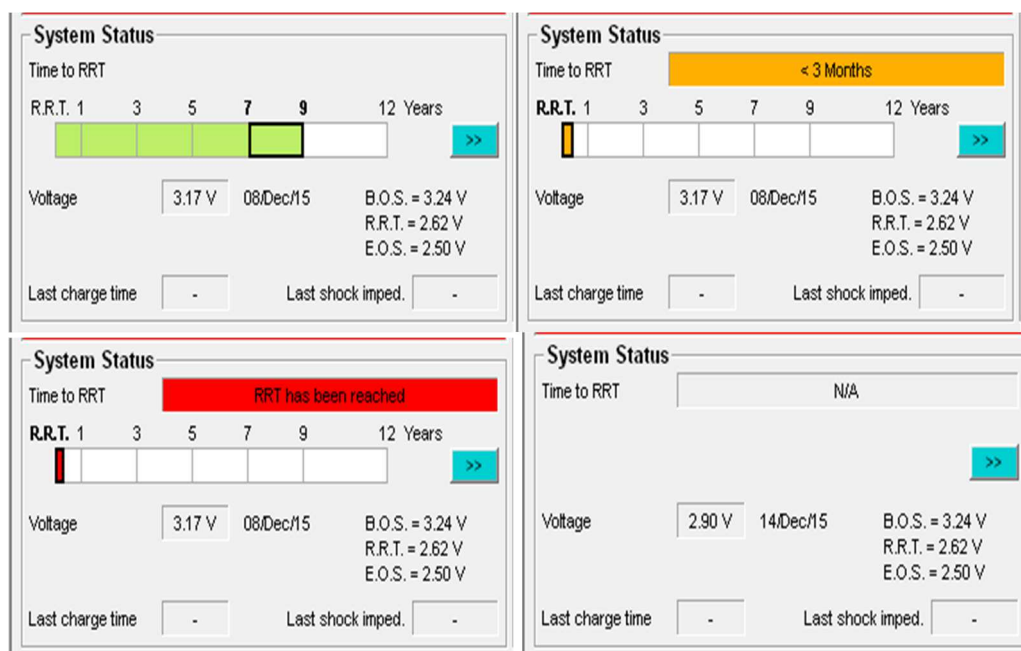 System Status
Time to RRT
R.R.T. 1 3 5 7 9 12 Years
>>
Voltage 3.17 V 08/Dec/15 B.O.S. = 3.24 V
R.R.T. = 2.62 V
E.O.S. = 2.50 V
Last charge time - Last shock imped. -
System Status
Time to RRT < 3 Months
R.R.T. 1 3 5 7 9 12 Years
>>
Voltage 3.17 V 08/Dec/15 B.O.S. = 3.24 V
R.R.T. = 2.62 V
E.O.S. = 2.50 V
Last charge time - Last shock imped. -
System Status
Time to RRT RRT has been reached
R.R.T. 1 3 5 7 9 12 Years
>>
Voltage 3.17 V 08/Dec/15 B.O.S. = 3.24 V
R.R.T. = 2.62 V
E.O.S. = 2.50 V
Last charge time - Last shock imped. -
System Status
Time to RRT N/A
>>
Voltage 2.90 V 14/Dec/15 B.O.S. = 3.24 V
R.R.T. = 2.62 V
E.O.S. = 2.50 V
Last charge time - Last shock imped. -